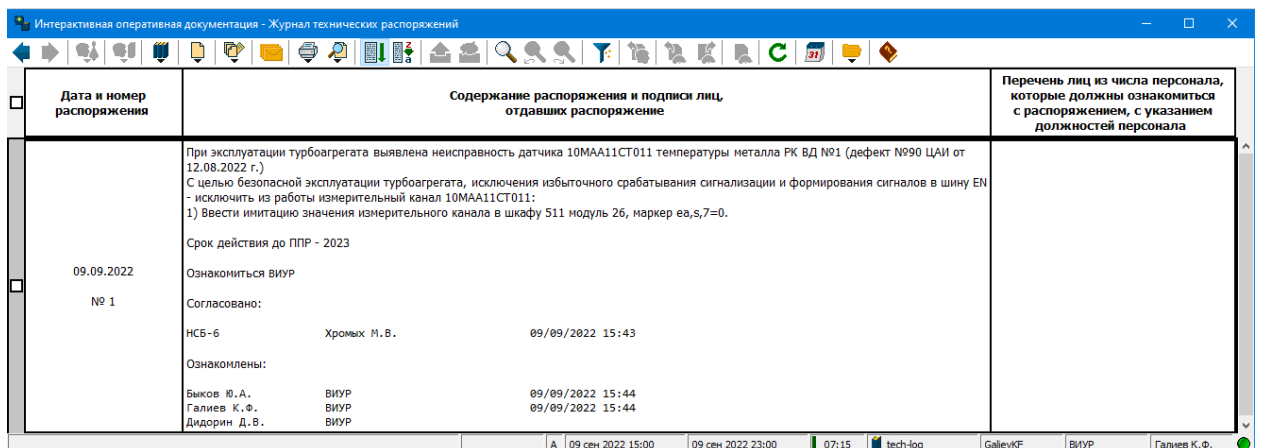 Интерактивная оперативная документация - Журнал технических распоряжений
31
Дата и номер
распоряжения
Содержание распоряжения и подписи лиц,
отдавших распоряжение
Перечень лиц из числа персонала,
которые должны ознакомиться
с распоряжением, с указанием
должностей персонала
09.09.2022
№ 1
При эксплуатации турбоагрегата выявлена неисправность датчика 10MAA11CT011 температуры металла РК ВД №1 (дефект №90 ЦАИ от
12.08.2022 г.)
С целью безопасной эксплуатации турбоагрегата, исключения избыточного срабатывания сигнализации и формирования сигналов в шину EN
- исключить из работы измерительный канал 10MAA11CT011:
1) Ввести имитацию значения измерительного канала в шкафу 511 модуль 26, маркер ea,s,7=0.
Срок действия до ППР - 2023
Ознакомиться ВИУР
Согласовано:
НСБ-6 Хромых М.В. 09/09/2022 15:43
Ознакомлены:
Быков Ю.А. ВИУР 09/09/2022 15:44
Галиев К.Ф. ВИУР 09/09/2022 15:44
Дидорин Д.В. ВИУР
A 09 сен 2022 15:00 09 сен 2022 23:00 07:15 tech-log GalievKF ВИУР Галиев К.Ф.